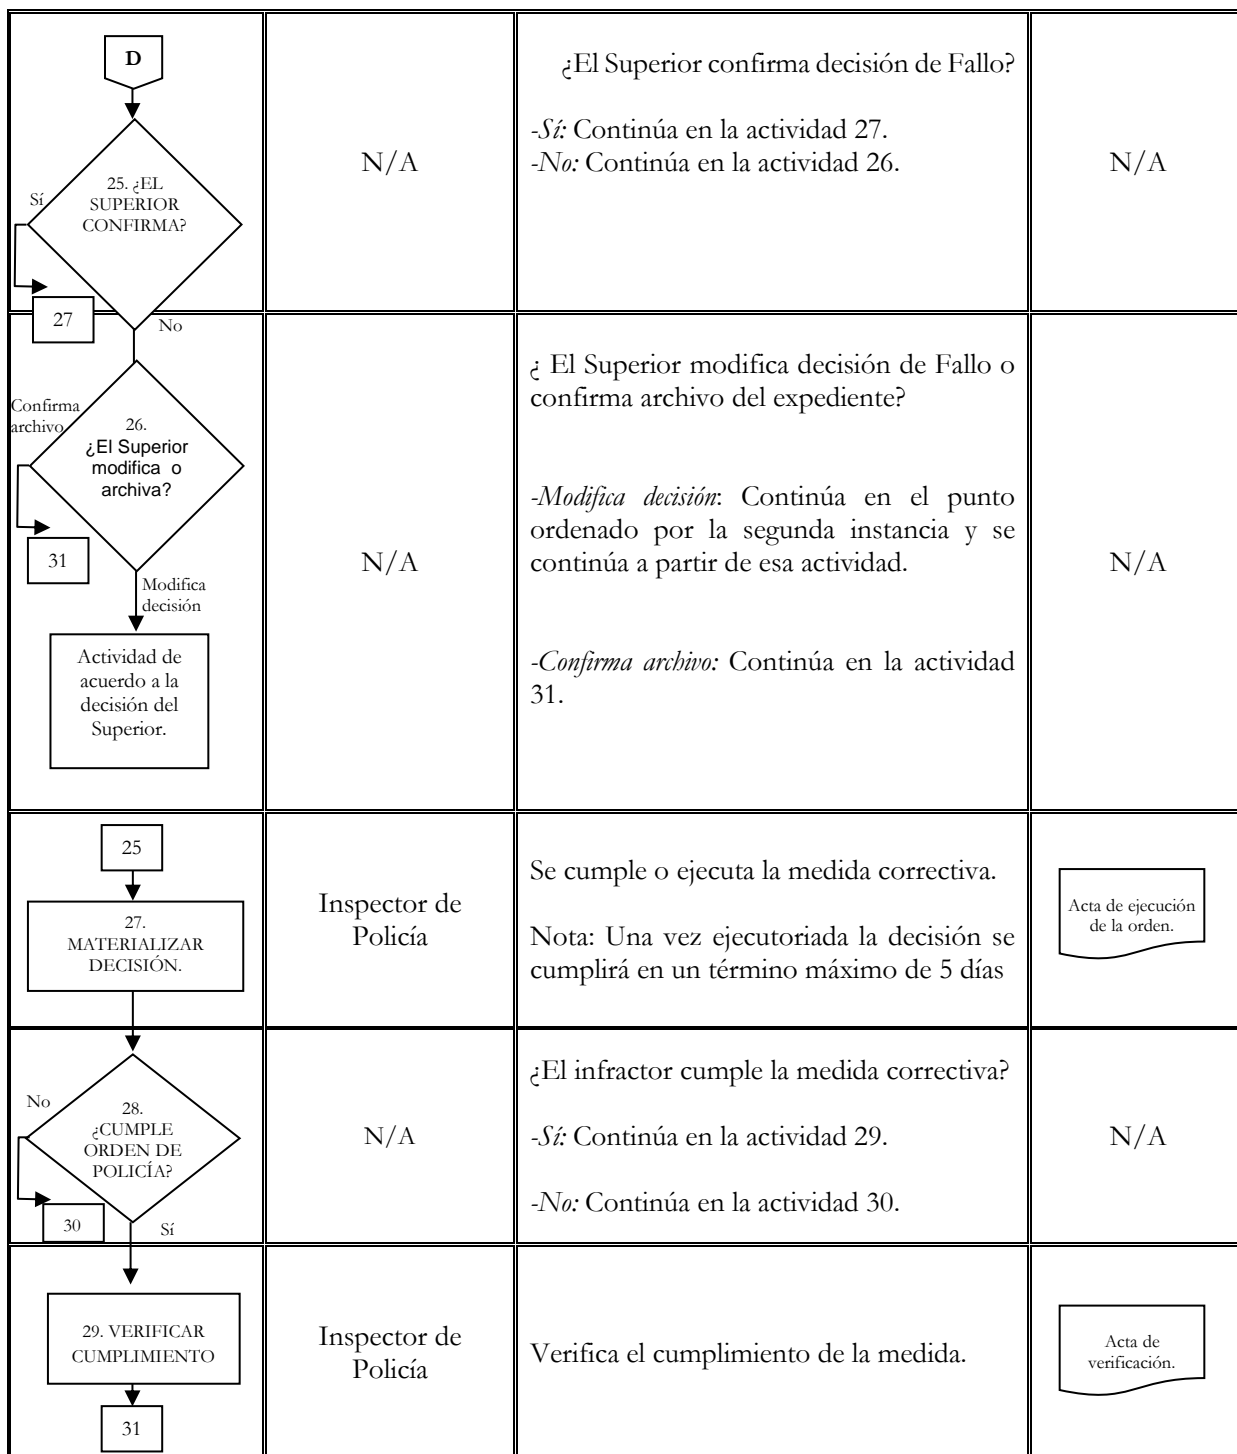 D
25. ¿EL
SUPERIOR
CONFIRMA?
Sí
27
No
N/A
¿El Superior confirma decisión de Fallo?
-Sí: Continúa en la actividad 27.
-No: Continúa en la actividad 26.
N/A
Confirma
archivo
26.
¿El Superior
modifica o
archiva?
31
Modifica
decisión
Actividad de
acuerdo a la
decisión del
Superior.
N/A
¿ El Superior modifica decisión de Fallo o
confirma archivo del expediente?
-Modifica decisión: Continúa en el punto
ordenado por la segunda instancia y se
continúa a partir de esa actividad.
-Confirma archivo: Continúa en la actividad
31.
N/A
25
27.
MATERIALIZAR
DECISIÓN.
Inspector de
Policía
Se cumple o ejecuta la medida correctiva.
Nota: Una vez ejecutoriada la decisión se
cumplirá en un término máximo de 5 días
Acta de ejecución
de la orden.
No
28.
¿CUMPLE
ORDEN DE
POLICÍA?
30
Sí
N/A
¿El infractor cumple la medida correctiva?
-Sí: Continúa en la actividad 29.
-No: Continúa en la actividad 30.
N/A
29. VERIFICAR
CUMPLIMIENTO
31
Inspector de
Policía
Verifica el cumplimiento de la medida.
Acta de
verificación.